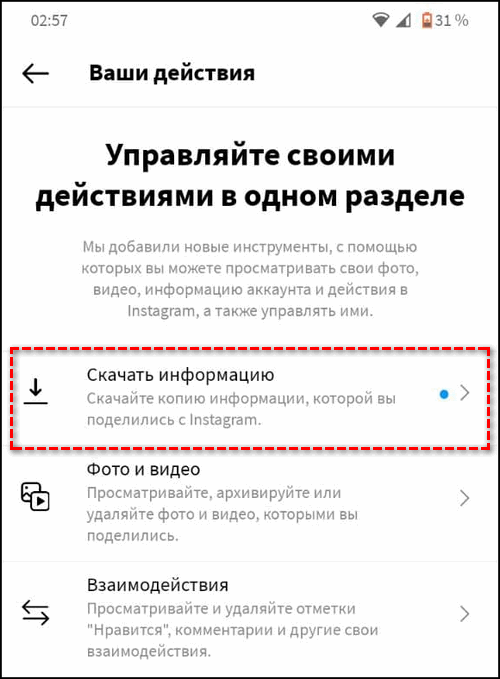 02:57 31 %
Ваши действия
Управляйте своими
действиями в одном разделе
Мы добавили новые инструменты, с помощью
которых вы можете просматривать свои фото,
видео, информацию аккаунта и действия в
Instagram, а также управлять ими.
Скачать информацию
Скачайте копию информации, которой вы
поделились с Instagram.
Фото и видео
Просматривайте, архивируйте или
удаляйте фото и видео, которыми вы
поделились.
Взаимодействия
Просматривайте и удаляйте отметки
"Нравится", комментарии и другие свои
взаимодействия.